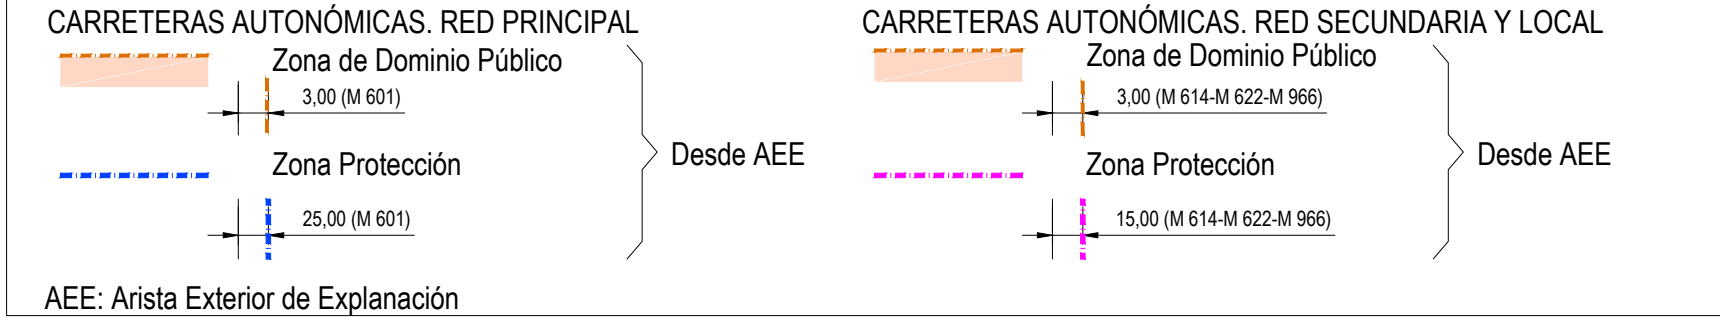 CARRETERAS AUTONÓMICAS. RED PRINCIPAL
Zona de Dominio Público
3,00 (M 601)
Zona Protección
25,00 (M 601)
Desde AEE
AEE: Arista Exterior de Explanación
CARRETERAS AUTONÓMICAS. RED SECUNDARIA Y LOCAL
Zona de Dominio Público
3,00 (M 614-M 622-M 966)
Zona Protección
15,00 (M 614-M 622-M 966)
Desde AEE